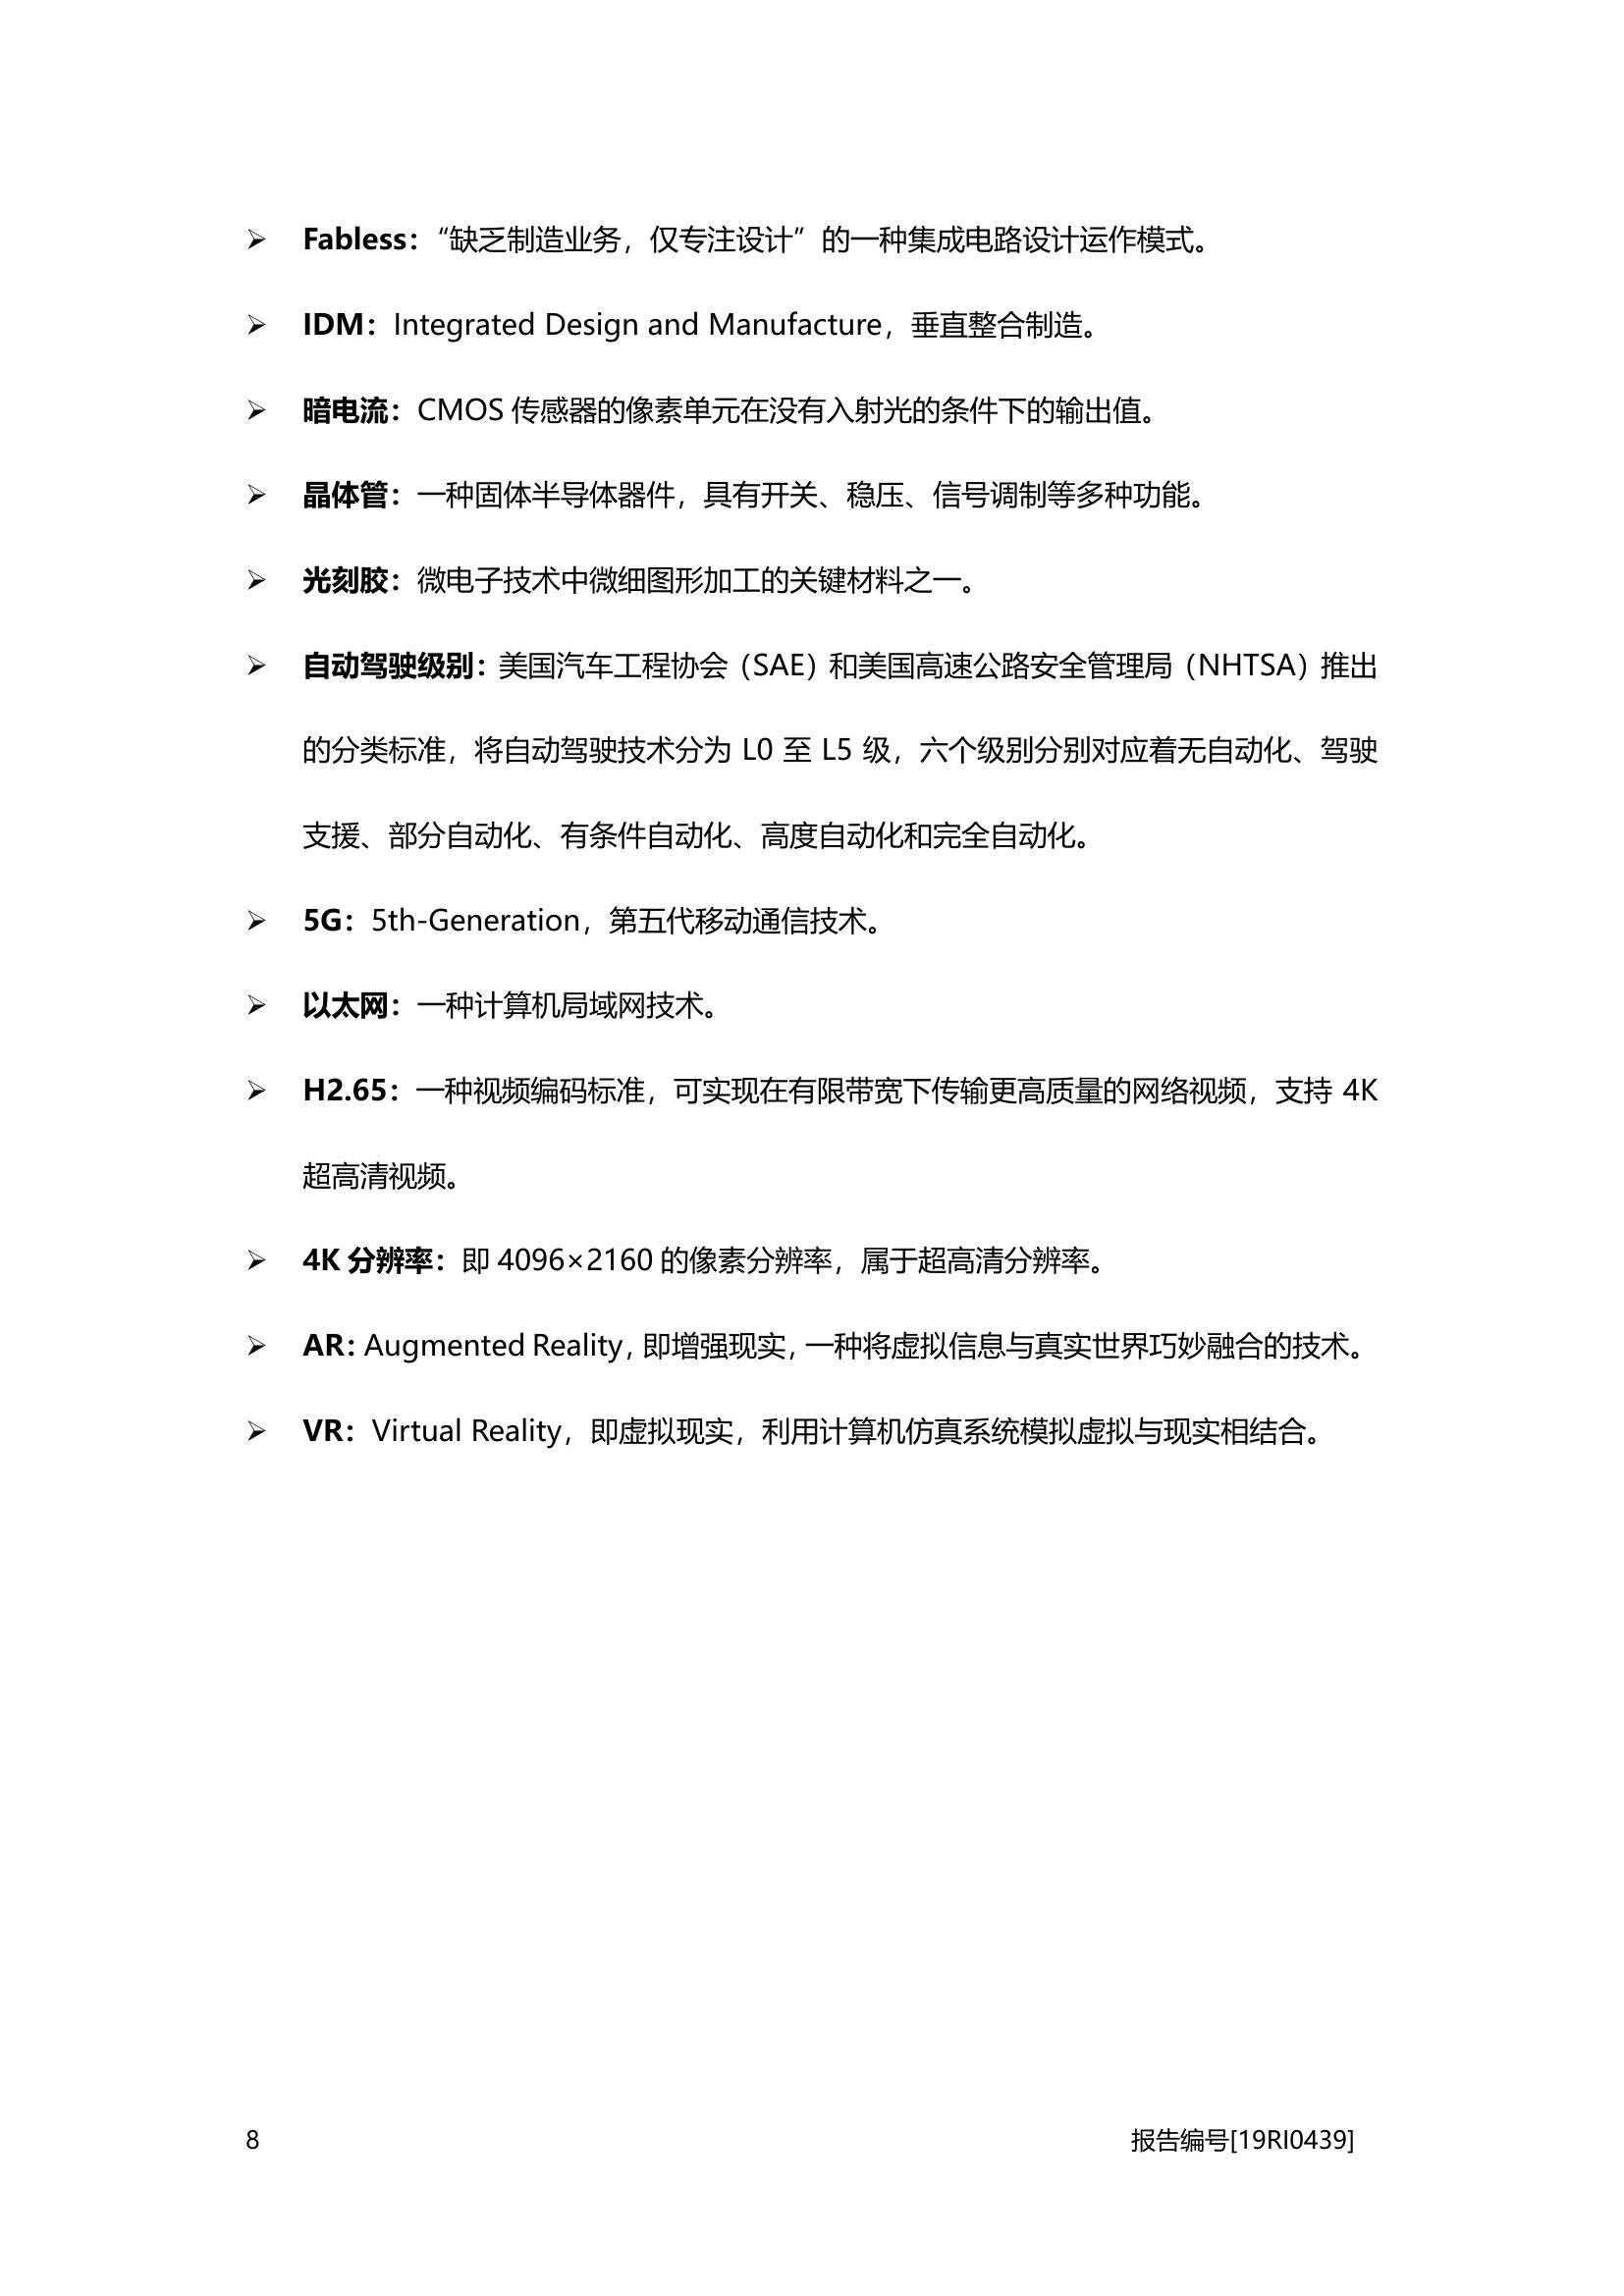 ➢ Fabless：“缺乏制造业务，仅专注设计”的一种集成电路设计运作模式。
➢ IDM：Integrated Design and Manufacture，垂直整合制造。
➢ 暗电流：CMOS 传感器的像素单元在没有入射光的条件下的输出值。
➢ 晶体管：一种固体半导体器件，具有开关、稳压、信号调制等多种功能。
➢ 光刻胶：微电子技术中微细图形加工的关键材料之一。
➢ 自动驾驶级别：美国汽车工程协会（SAE）和美国高速公路安全管理局（NHTSA）推出
的分类标准，将自动驾驶技术分为 L0 至 L5 级，六个级别分别对应着无自动化、驾驶
支援、部分自动化、有条件自动化、高度自动化和完全自动化。
➢ 5G：5th-Generation，第五代移动通信技术。
➢ 以太网：一种计算机局域网技术。
➢ H2.65：一种视频编码标准，可实现在有限带宽下传输更高质量的网络视频，支持 4K
超高清视频。
➢ 4K 分辨率：即 4096×2160 的像素分辨率，属于超高清分辨率。
➢ AR：Augmented Reality，即增强现实，一种将虚拟信息与真实世界巧妙融合的技术。
➢ VR：Virtual Reality，即虚拟现实，利用计算机仿真系统模拟虚拟与现实相结合。
8 报告编号[19RI0439]